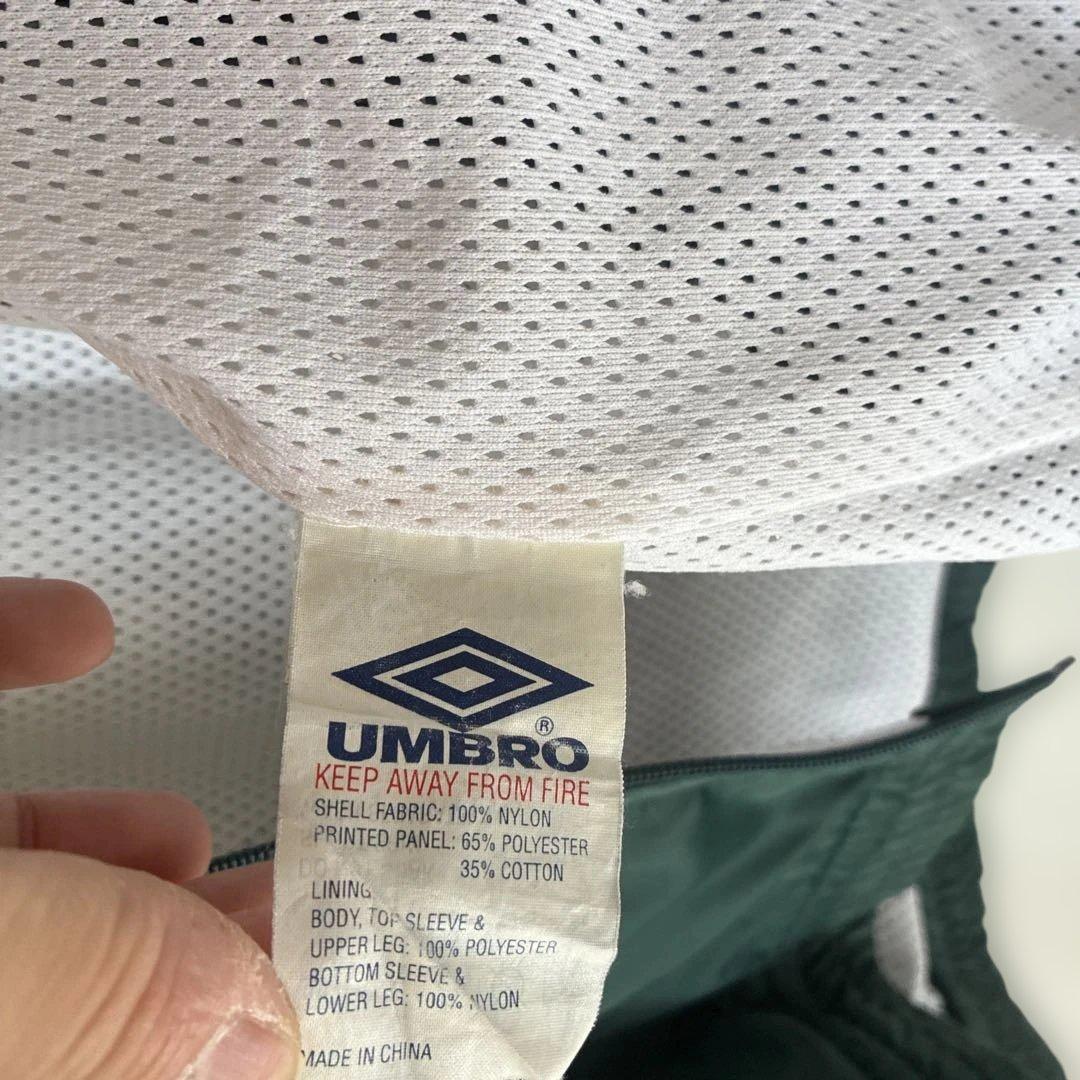 UMBRO®
KEEP AWAY FROM FIRE
SHELL FABRIC: 100% NYLON
PRINTED PANEL: 65% POLYESTER
35% COTTON
LINING
BODY, TOP SLEEVE &
UPPER LEG: 100% POLYESTER
BOTTOM SLEEVE &
LOWER LEG: 100% NYLON
MADE IN CHINA